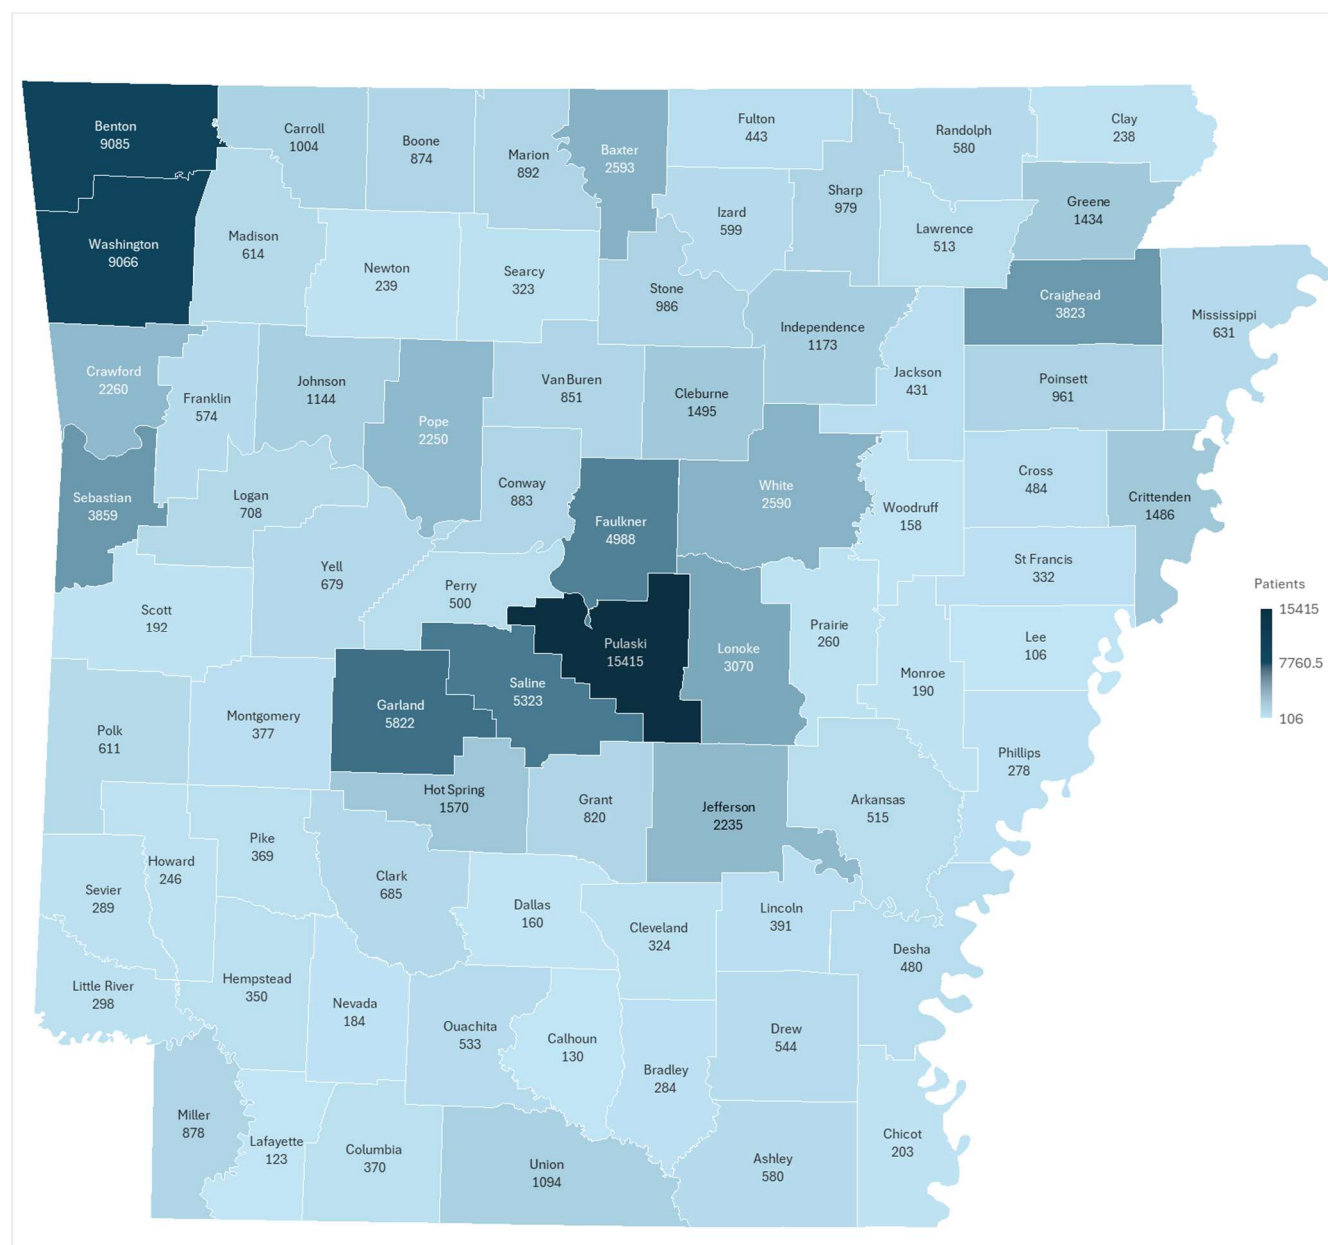 Benton
9085
Carroll
1004
Boone
874
Marion
892
Baxter
2593
Fulton
443
Randolph
580
Clay
238
Sharp
979
Greene
1434
Izard
599
Lawrence
513
Washington
9066
Madison
614
Newton
239
Searcy
323
Stone
986
Independence
1173
Craighead
3823
Mississippi
631
Crawford
2260
Franklin
574
Johnson
1144
Pope
2250
Van Buren
851
Cleburne
1495
Jackson
431
Poinsett
961
Sebastian
3859
Logan
708
Conway
883
Faulkner
4988
White
2590
Woodruff
158
Cross
484
Crittenden
1486
Scott
192
Yell
679
Perry
500
St Francis
332
Pulaski
15415
Lonoke
3070
Prairie
260
Monroe
190
Lee
106
Polk
611
Montgomery
377
Garland
5822
Saline
5323
Phillips
278
Hot Spring
1570
Grant
820
Jefferson
2235
Arkansas
515
Sevier
289
Howard
246
Pike
369
Clark
685
Dallas
160
Cleveland
324
Lincoln
391
Desha
480
Little River
298
Hempstead
350
Nevada
184
Ouachita
533
Calhoun
130
Bradley
284
Drew
544
Miller
878
Lafayette
123
Columbia
370
Union
1094
Ashley
580
Chicot
203
Patients
15415
7760.5
106